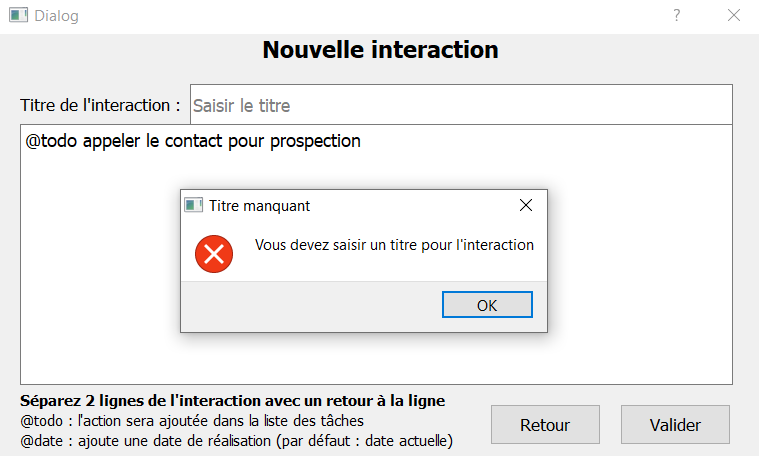 Dialog
?
Nouvelle interaction
Titre de l'interaction :
Saisir le titre
@todo appeler le contact pour prospection
Titre manquant
Vous devez saisir un titre pour l'interaction
OK
Séparez 2 lignes de l'interaction avec un retour à la ligne
@todo : l'action sera ajoutée dans la liste des tâches
@date : ajoute une date de réalisation (par défaut : date actuelle)
Retour
Valider